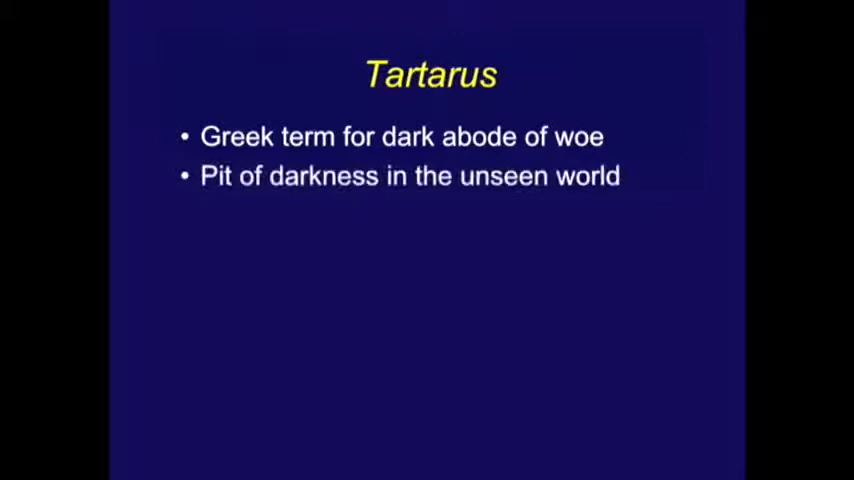 Tartarus
• Greek term for dark abode of woe
• Pit of darkness in the unseen world